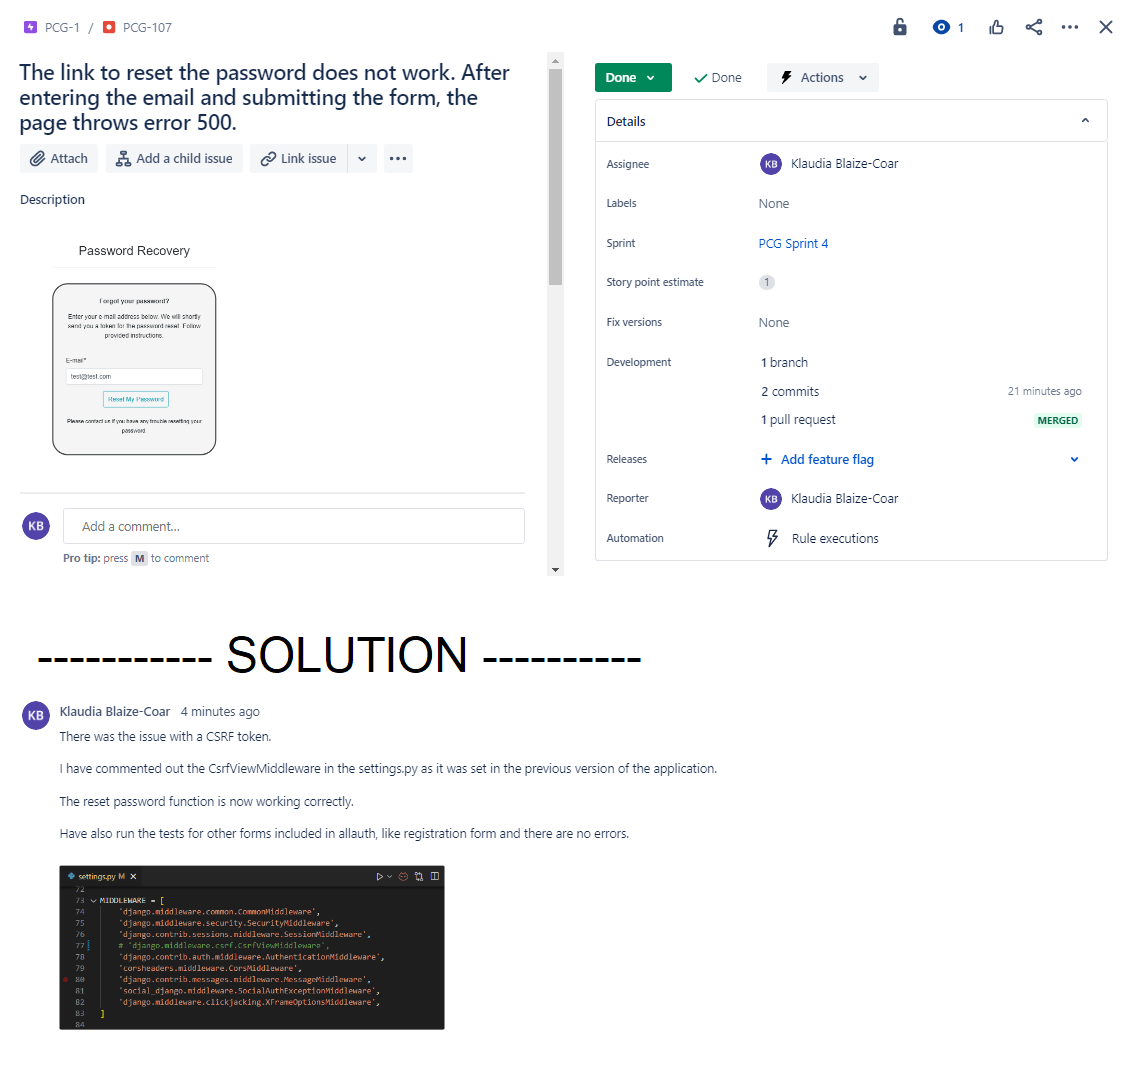 PCG-1 / PCG-107
1
The link to reset the password does not work. After
entering the email and submitting the form, the
page throws error 500.
Attach
Add a child issue
Link issue
Description
Password Recovery
Forgot your password?
Enter your e-mail address below. We will shortly
send you a token for the password reset. Follow
provided instructions.
E-mail*
test@test.com
Reset My Password
Please contact us if you have any trouble resetting your
password.
KB
Add a comment...
Pro tip: press M to comment
Done
Done
Actions
Details
Assignee
KB Klaudia Blaize-Coar
Labels
None
Sprint
PCG Sprint 4
Story point estimate
1
Fix versions
None
Development
1 branch
2 commits
21 minutes ago
1 pull request
MERGED
Releases
+ Add feature flag
Reporter
KB Klaudia Blaize-Coar
Automation
Rule executions
----------- SOLUTION ----------
KB
Klaudia Blaize-Coar 4 minutes ago
There was the issue with a CSRF token.
I have commented out the CsrfViewMiddleware in the settings.py as it was set in the previous version of the application.
The reset password function is now working correctly.
Have also run the tests for other forms included in allauth, like registration form and there are no errors.
settings.py M
72
73 MIDDLEWARE = [
74 'django.middleware.common.CommonMiddleware',
75 'django.middleware.security.SecurityMiddleware',
76 'django.contrib.sessions.middleware.SessionMiddleware',
77 # 'django.middleware.csrf.CsrfViewMiddleware',
78 'django.contrib.auth.middleware.AuthenticationMiddleware',
79 'corsheaders.middleware.CorsMiddleware',
80 'django.contrib.messages.middleware.MessageMiddleware',
81 'social_django.middleware.SocialAuthExceptionMiddleware',
82 'django.middleware.clickjacking.XFrameOptionsMiddleware',
83 ]
84